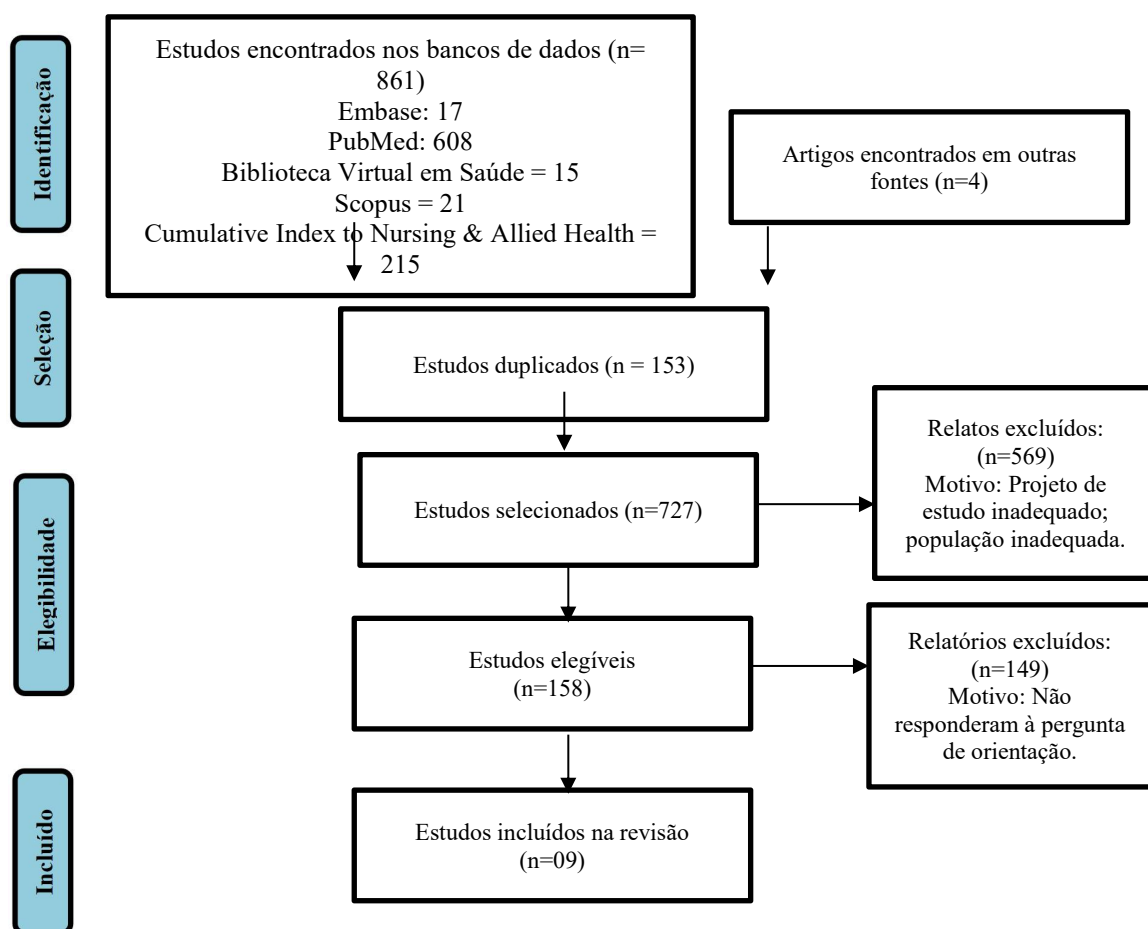 Identificação
Estudos encontrados nos bancos de dados (n=
861)
Embase: 17
PubMed: 608
Biblioteca Virtual em Saúde = 15
Scopus = 21
Cumulative Index to Nursing & Allied Health =
215
Artigos encontrados em outras
fontes (n=4)
Seleção
Estudos duplicados (n = 153)
Elegibilidade
Estudos selecionados (n=727)
Relatos excluídos:
(n=569)
Motivo: Projeto de
estudo inadequado;
população inadequada.
Estudos elegíveis
(n=158)
Relatórios excluídos:
(n=149)
Motivo: Não
responderam à pergunta
de orientação.
Incluído
Estudos incluídos na revisão
(n=09)